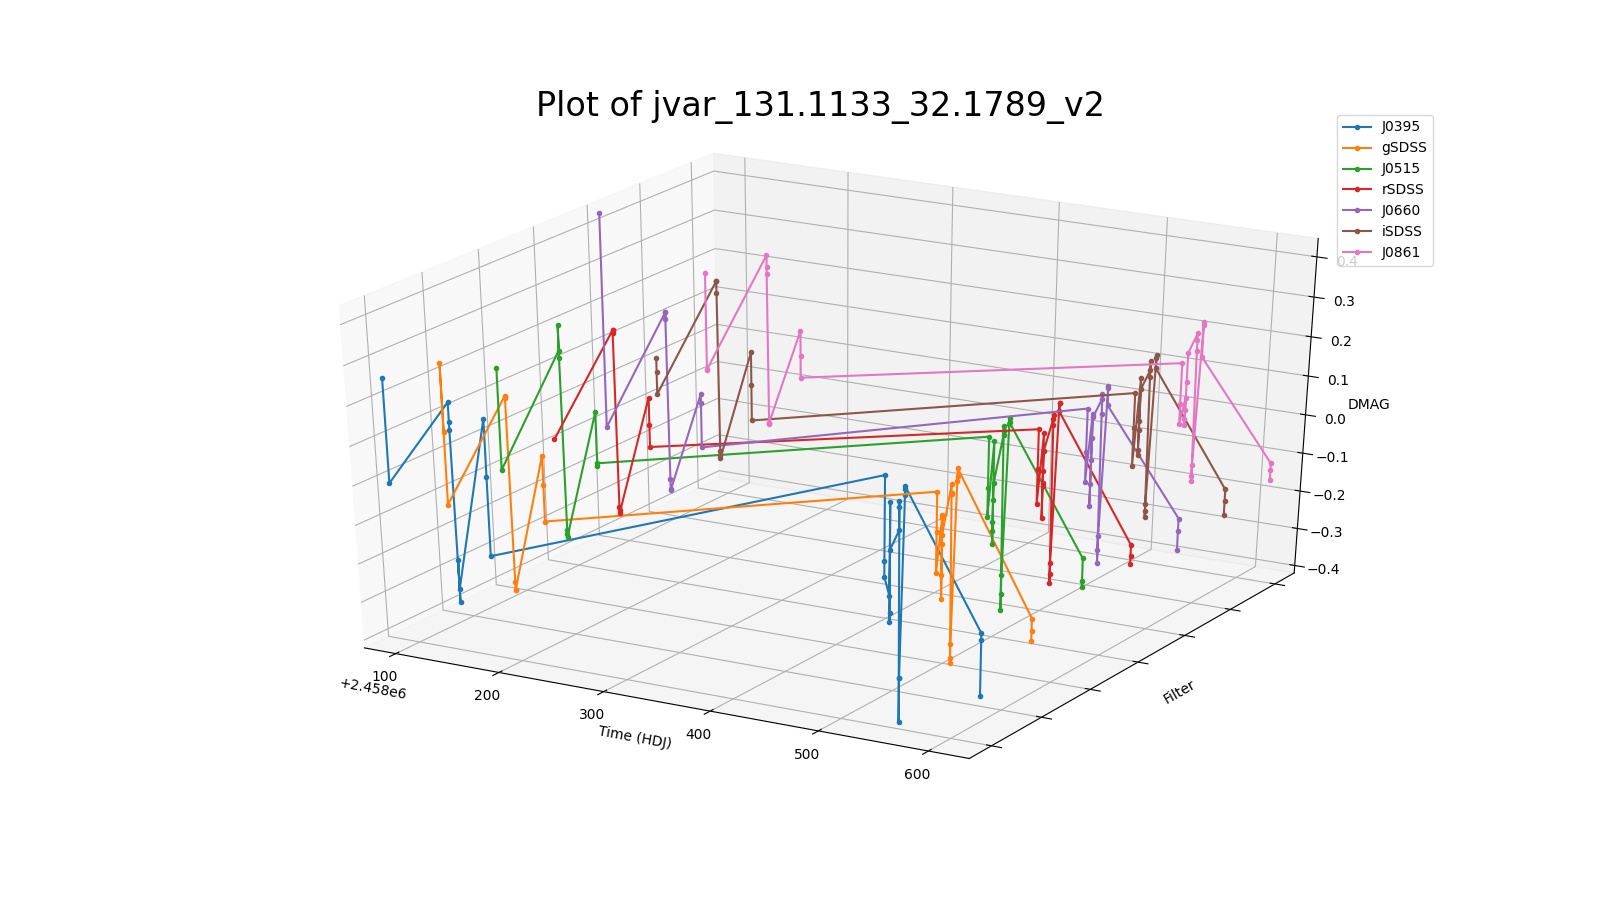 Plot of jvar_131.1133_32.1789_v2
J0395
gSDSS
J0515
rSDSS
J0660
iSDSS
J0861
0.4
0.3
0.2
0.1
DMAG
0.0
−0.1
−0.2
−0.3
−0.4
Filter
100
+2.458e6
200
300
Time (HDJ)
400
500
600